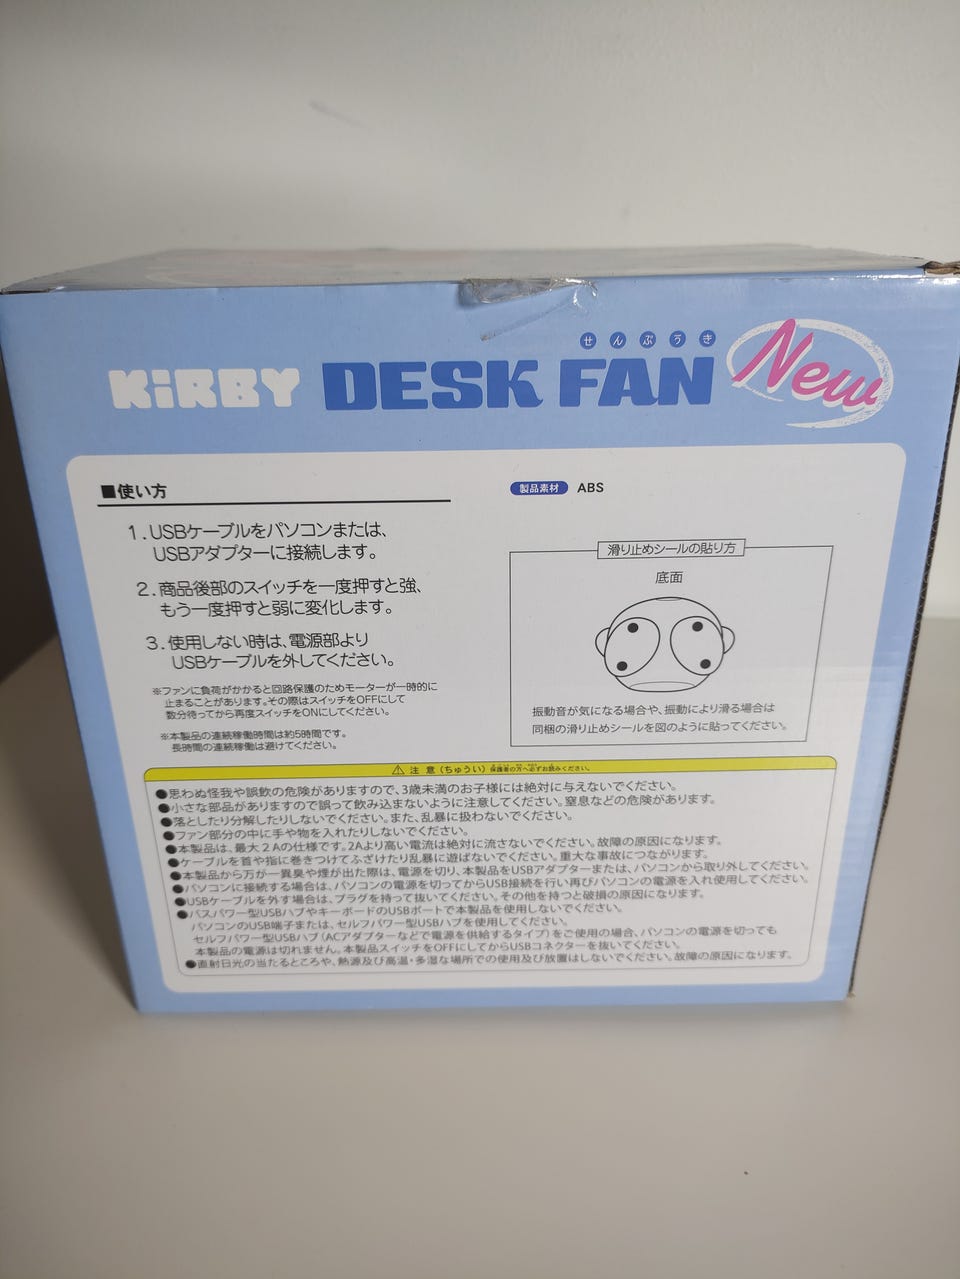 せんぷうき
KiRBY DESK FAN New
■使い方
1.USBケーブルをパソコンまたは、
USBアダプターに接続します。
2.商品後部のスイッチを一度押すと強、
もう一度押すと弱に変化します。
3.使用しない時は、電源部より
USBケーブルを外してください。
※ファンに負荷がかかると回路保護のためモーターが一時的に
止まることがあります。その際はスイッチをOFFにして
数分待ってから再度スイッチをONにしてください。
※本製品の連続稼働時間は約5時間です。
長時間の連続稼働は避けてください。
製品素材 ABS
滑り止めシールの貼り方
底面
振動音が気になる場合や、振動により滑る場合は
同梱の滑り止めシールを図のように貼ってください。
⚠ 注 意(ちゅうい) 保護者の方へ必ずお読みください。
●思わぬ怪我や誤飲の危険がありますので、3歳未満のお子様には絶対に与えないでください。
●小さな部品がありますので誤って飲み込まないように注意してください。窒息などの危険があります。
●落としたり分解したりしないでください。また、乱暴に扱わないでください。
●ファン部分の中に手や物を入れたりしないでください。
●本製品は、最大2Aの仕様です。2Aより高い電流は絶対に流さないでください。故障の原因になります。
●ケーブルを首や指に巻きつけてふざけたり乱暴に遊ばないでください。重大な事故につながります。
●本製品から万が一異臭や煙が出た際は、電源を切り、本製品をUSBアダプターまたは、パソコンから取り外してください。
●パソコンに接続する場合は、パソコンの電源を切ってからUSB接続を行い再びパソコンの電源を入れ使用してください。
●USBケーブルを外す場合は、プラグを持って抜いてください。その他を持つと破損の原因になります。
●バスパワー型USBハブやキーボードのUSBポートで本製品を使用しないでください。
パソコンのUSB端子または、セルフパワー型USBハブを使用してください。
セルフパワー型USBハブ(ACアダプターなどで電源を供給するタイプ)をご使用の場合、パソコンの電源を切っても
本製品の電源は切れません。本製品スイッチをOFFにしてからUSBコネクターを抜いてください。
●直射日光の当たるところや、熱源及び高温・多湿な場所での使用及び放置はしないでください。故障の原因になります。